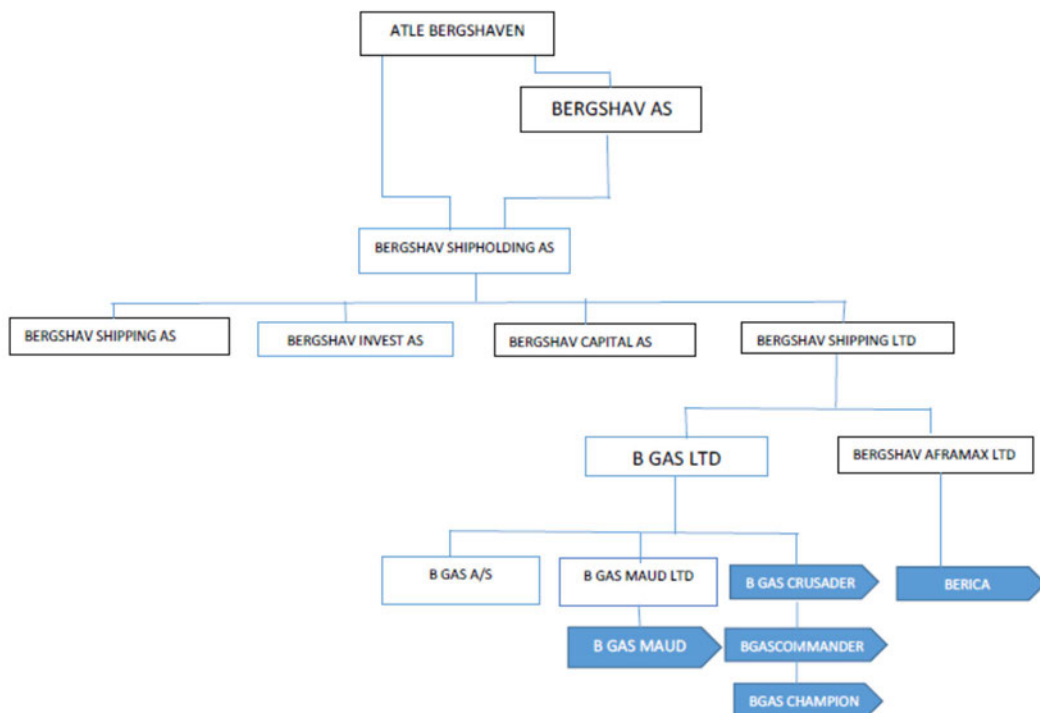 ATLE BERGSHAVEN
BERGSHAV AS
BERGSHAV SHIPHOLDING AS
BERGSHAV SHIPPING AS
BERGSHAV INVEST AS
BERGSHAV CAPITAL AS
BERGSHAV SHIPPING LTD
B GAS LTD
BERGSHAV AFRAMAX LTD
B GAS A/S
B GAS MAUD LTD
B GAS CRUSADER
BERICA
B GAS MAUD
BGASCOMMANDER
BGAS CHAMPION